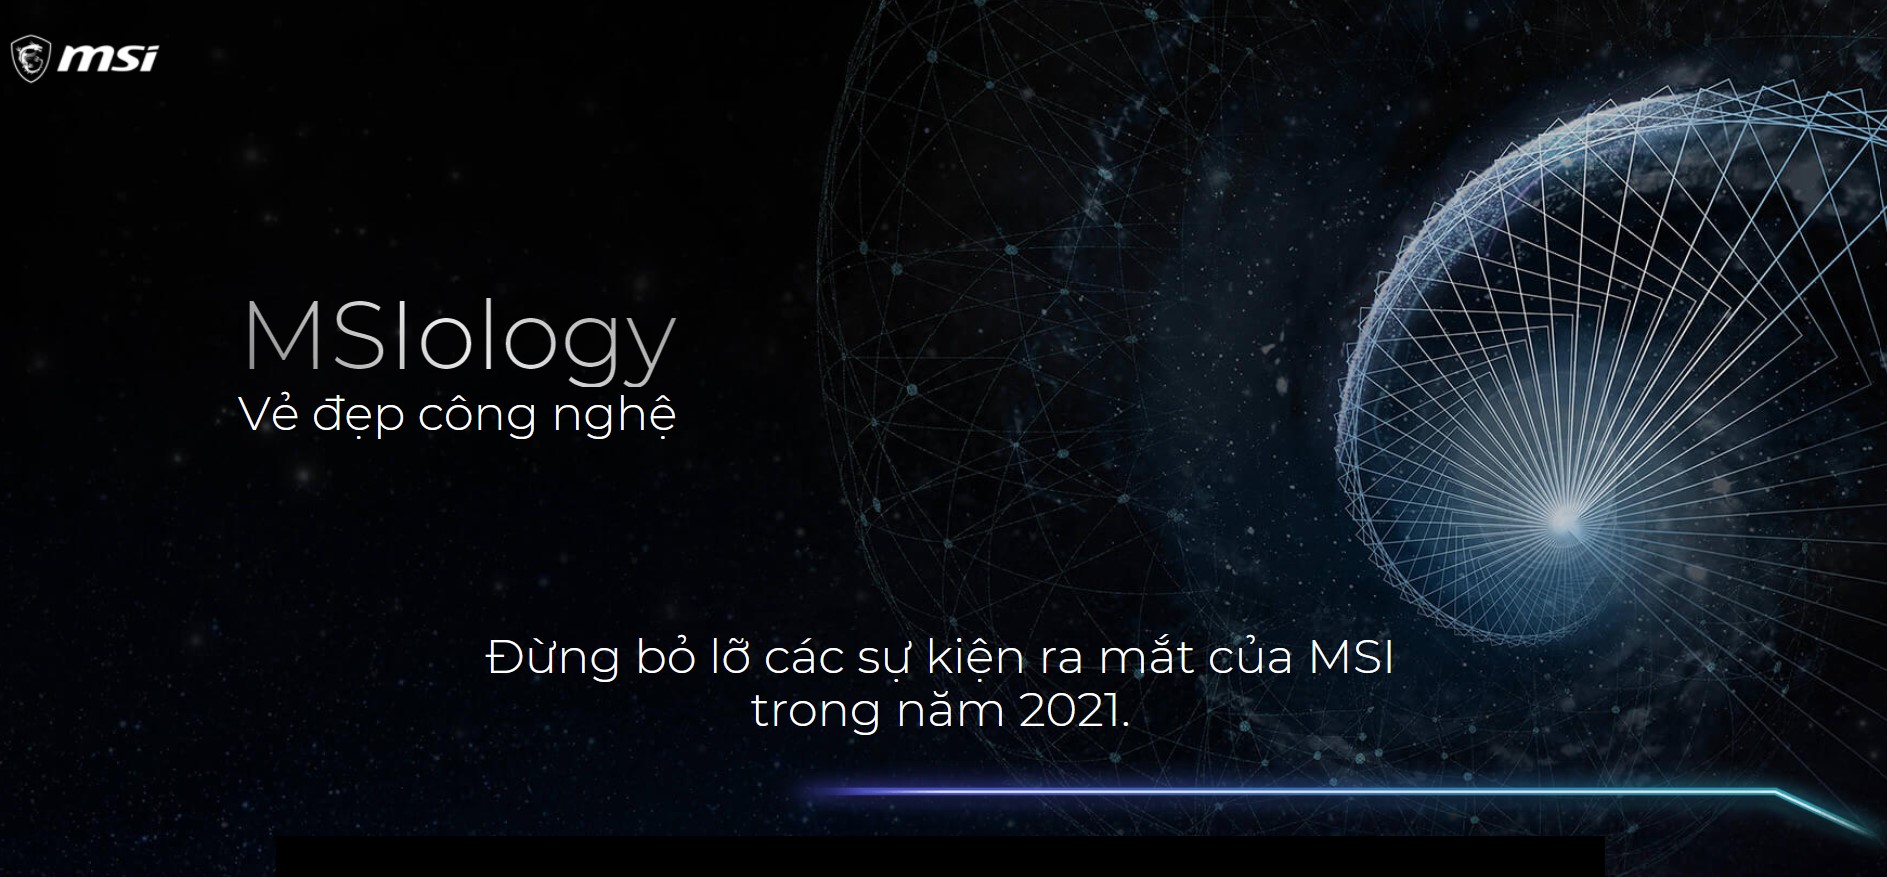 msi
MSIology
Vẻ đẹp công nghệ
Đừng bỏ lỡ các sự kiện ra mắt của MSI
trong năm 2021.